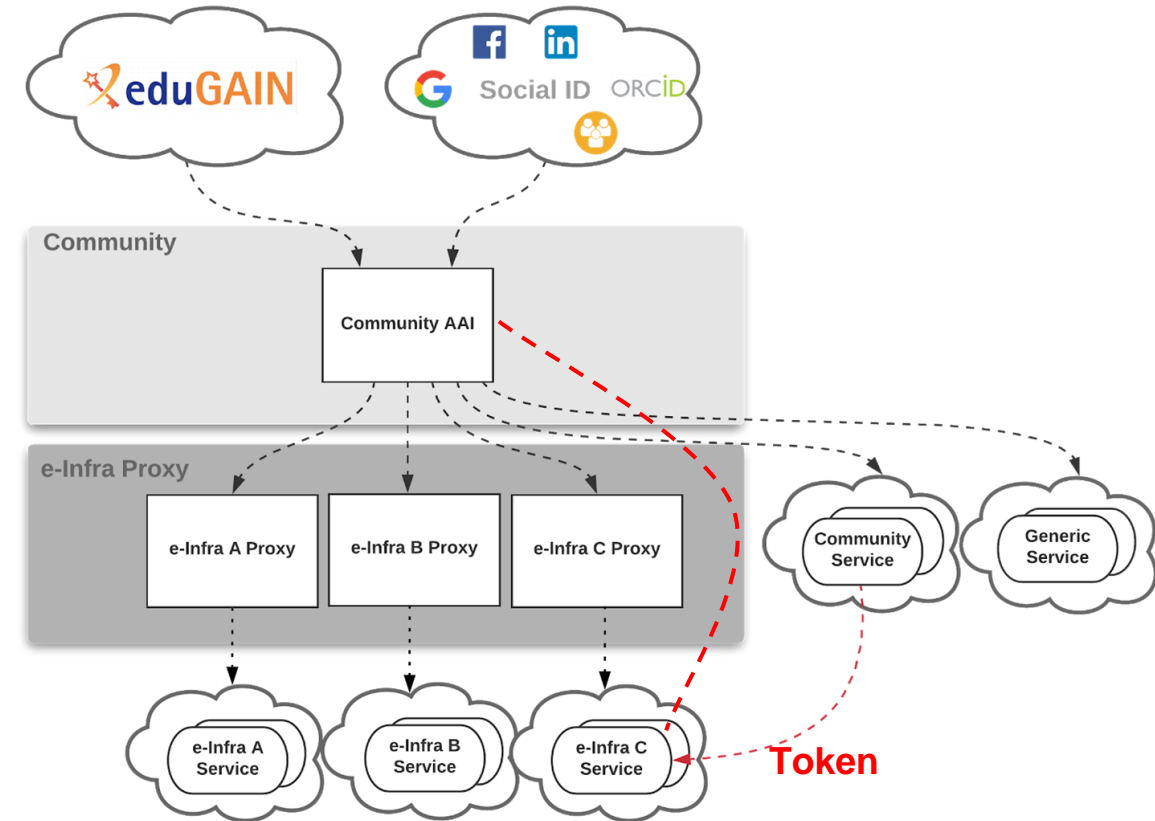 eduGAIN
f
in
G
Social ID
ORCiD
Community
Community AAI
e-Infra Proxy
e-Infra A Proxy
e-Infra B Proxy
e-Infra C Proxy
Community
Service
Generic
Service
e-Infra A
Service
e-Infra B
Service
e-Infra C
Service
Token